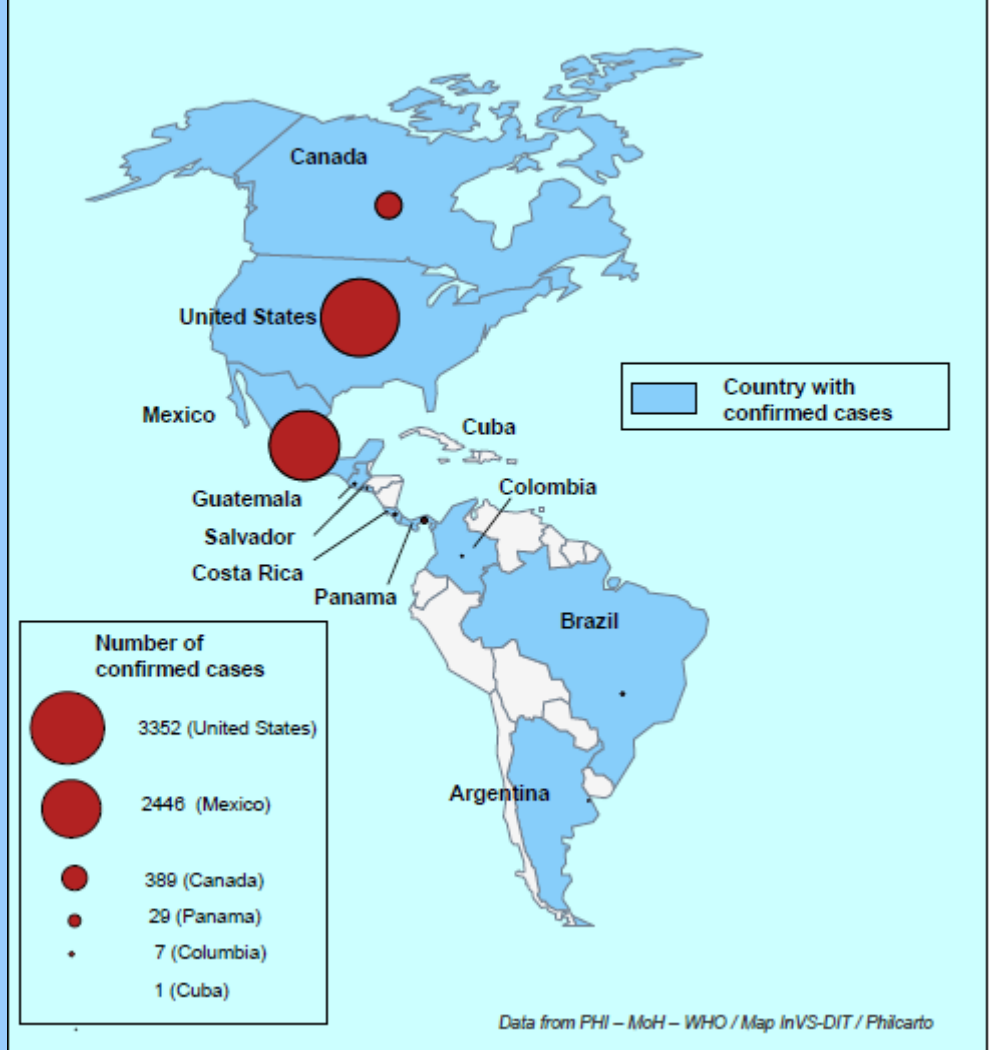 Canada
United States
Mexico
Cuba
Guatemala
Colombia
Salvador
Costa Rica
Panama
Brazil
Argentina
Country with
confirmed cases
Number of
confirmed cases
3352 (United States)
2446 (Mexico)
389 (Canada)
29 (Panama)
7 (Columbia)
1 (Cuba)
Data from PHI – MoH – WHO / Map InVS-DIT / Philcarto